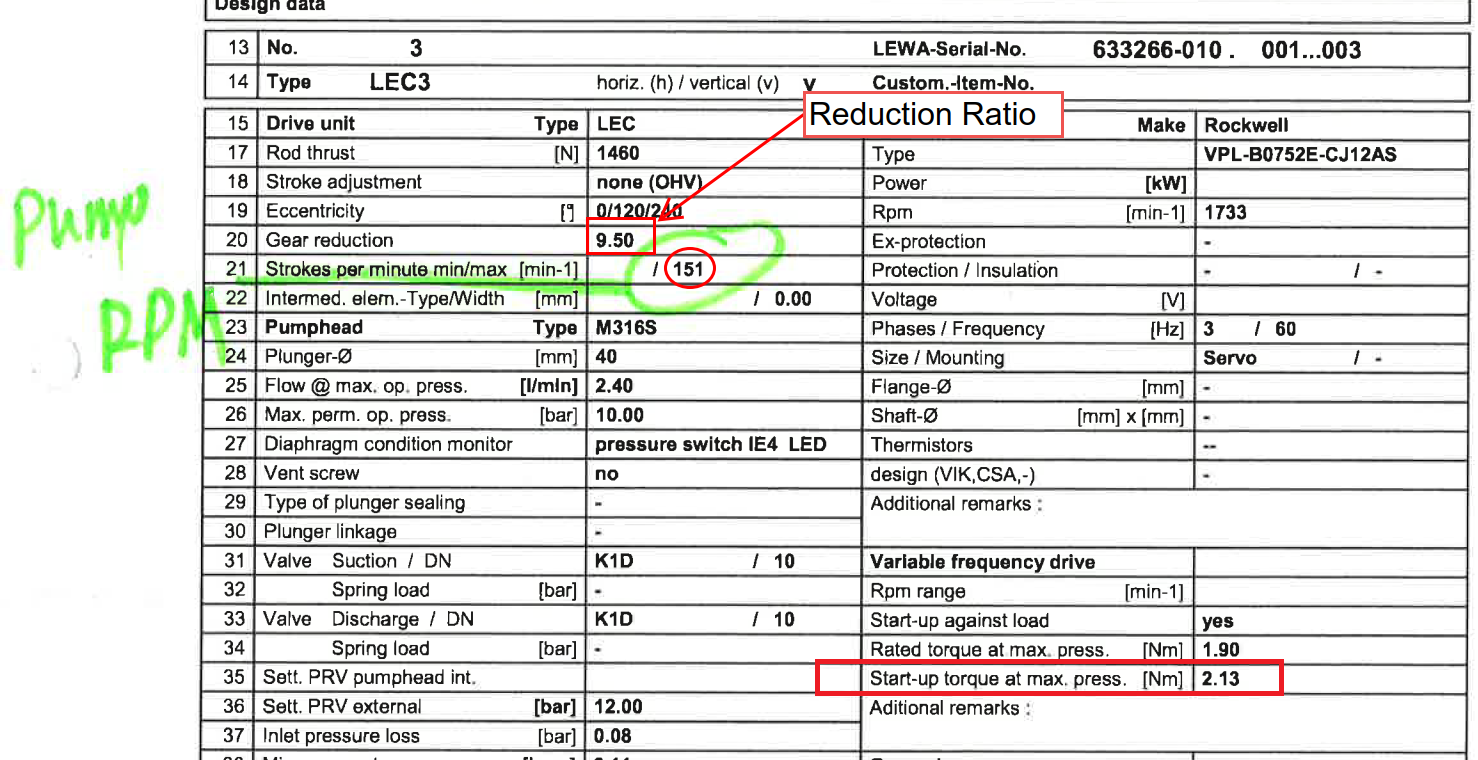 Design data
13 No. 3 LEWA-Serial-No. 633266-010 . 001...003
14 Type LEC3 horiz. (h) / vertical (v) v Custom.-Item-No.
Reduction Ratio
15 Drive unit Type LEC Make Rockwell
17 Rod thrust [N] 1460 Type VPL-B0752E-CJ12AS
18 Stroke adjustment none (OHV) Power [kW]
Pump
19 Eccentricity [°] 0/120/240 Rpm [min-1] 1733
20 Gear reduction 9.50 Ex-protection -
21 Strokes per minute min/max [min-1] / 151 Protection / Insulation - / -
22 Intermed. elem.-Type/Width [mm] / 0.00 Voltage [V]
RPM
23 Pumphead Type M316S Phases / Frequency [Hz] 3 / 60
24 Plunger-Ø [mm] 40 Size / Mounting Servo / -
25 Flow @ max. op. press. [l/min] 2.40 Flange-Ø [mm] -
26 Max. perm. op. press. [bar] 10.00 Shaft-Ø [mm] x [mm] -
27 Diaphragm condition monitor pressure switch IE4 LED Thermistors --
28 Vent screw no design (VIK,CSA,-) -
29 Type of plunger sealing - Additional remarks :
30 Plunger linkage -
31 Valve Suction / DN K1D / 10 Variable frequency drive
32 Spring load [bar] - Rpm range [min-1]
33 Valve Discharge / DN K1D / 10 Start-up against load yes
34 Spring load [bar] - Rated torque at max. press. [Nm] 1.90
35 Sett. PRV pumphead int. Start-up torque at max. press. [Nm] 2.13
36 Sett. PRV external [bar] 12.00 Aditional remarks :
37 Inlet pressure loss [bar] 0.08